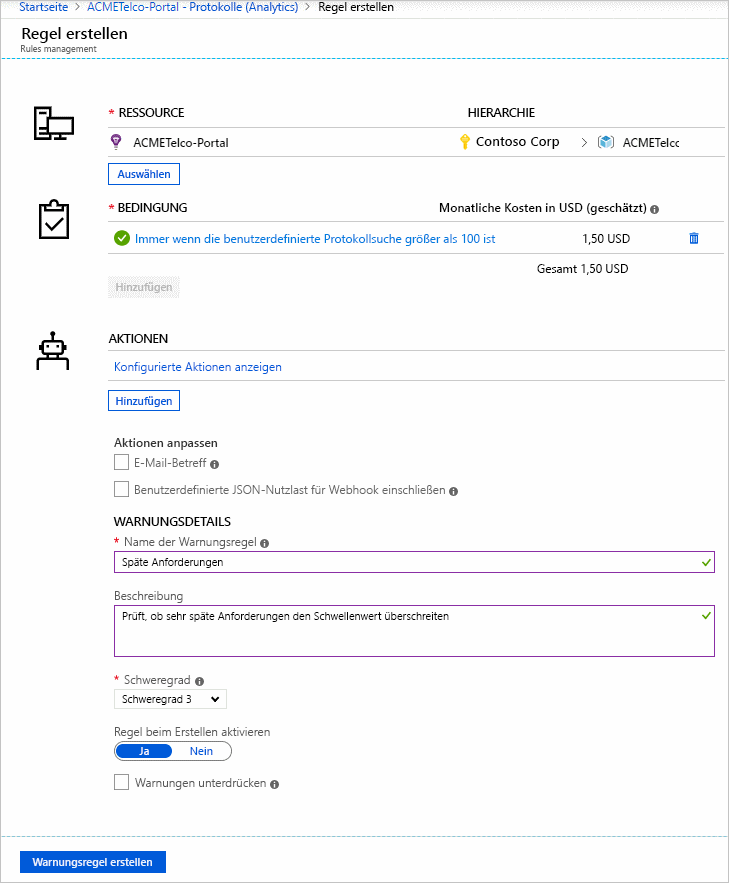 Startseite > ACMETelco-Portal - Protokolle (Analytics) > Regel erstellen
Regel erstellen
Rules management
* RESSOURCE HIERARCHIE
ACMETelco-Portal Contoso Corp > ACMETelcc
Auswählen
* BEDINGUNG Monatliche Kosten in USD (geschätzt)
Immer wenn die benutzerdefinierte Protokollsuche größer als 100 ist 1,50 USD
Gesamt 1,50 USD
Hinzufügen
AKTIONEN
Konfigurierte Aktionen anzeigen
Hinzufügen
Aktionen anpassen
E-Mail-Betreff
Benutzerdefinierte JSON-Nutzlast für Webhook einschließen
WARNUNGSDETAILS
* Name der Warnungsregel
Späte Anforderungen
Beschreibung
Prüft, ob sehr späte Anforderungen den Schwellenwert überschreiten
* Schweregrad
Schweregrad 3
Regel beim Erstellen aktivieren
Ja Nein
Warnungen unterdrücken
Warnungsregel erstellen